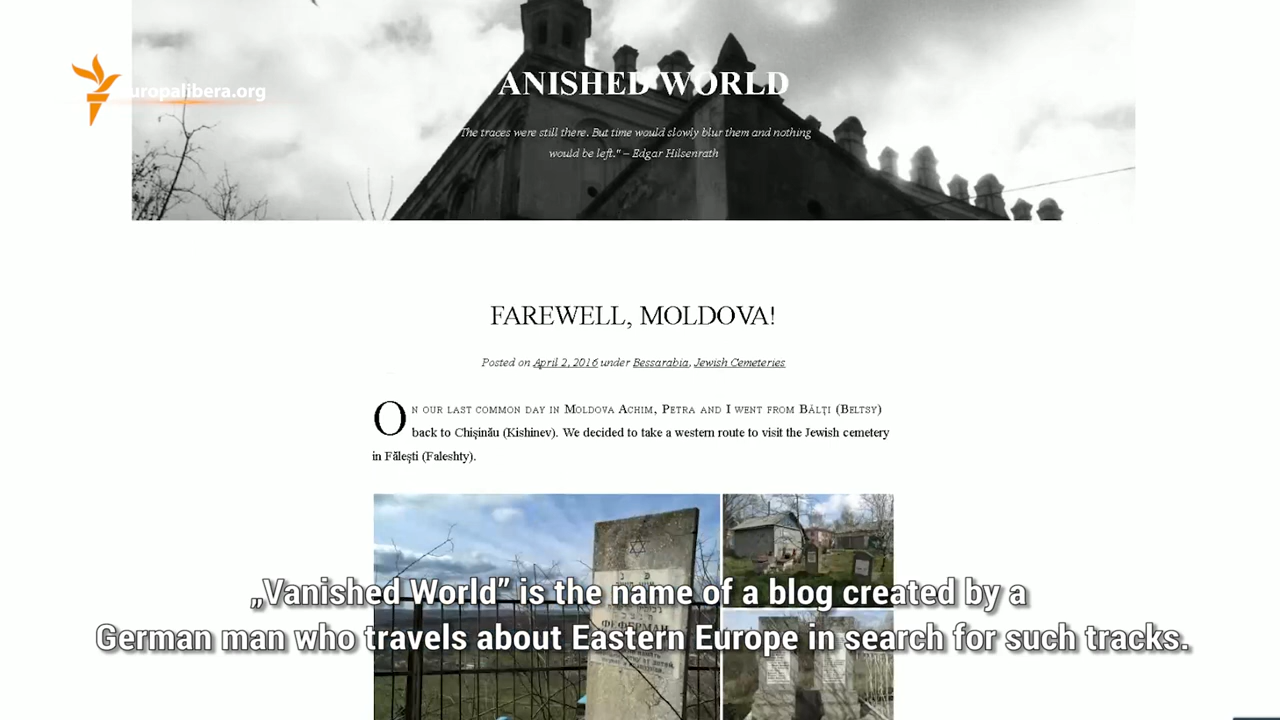 europalibera.org
ANISHED WORLD
The traces were still there. But time would slowly blur them and nothing
would be left." – Edgar Hilsenrath
FAREWELL, MOLDOVA!
Posted on April 2, 2016 under Bessarabia, Jewish Cemeteries
ON OUR LAST COMMON DAY IN MOLDOVA ACHIM, PETRA AND I WENT FROM BĂLȚI (BELTSY)
back to Chișinău (Kishinev). We decided to take a western route to visit the Jewish cemetery
in Fălești (Faleshty).
ФЕФЕРМАН
„Vanished World” is the name of a blog created by a
German man who travels about Eastern Europe in search for such tracks.